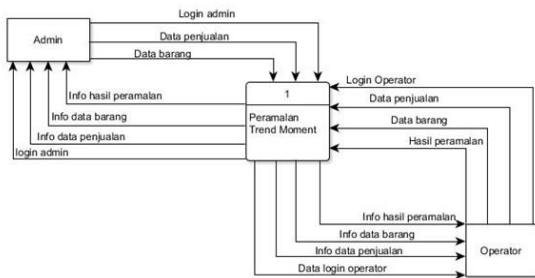 Login admin
Admin
Data penjualan
Data barang
1
Login Operator
Info hasil peramalan
Data penjualan
Info data barang
Peramalan
Trend Moment
Data barang
Info data penjualan
Hasil peramalan
login admin
Info hasil peramalan
Info data barang
Operator
Info data penjualan
Data login operator